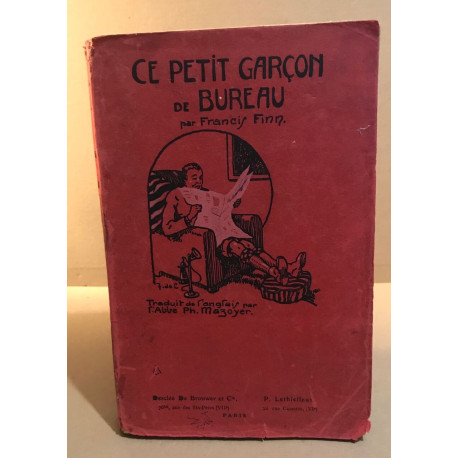 CE PETIT GARÇON
DE BUREAU
par Francis Finn.
Traduit de l'anglais par
l'Abbé Ph. Mazoyer.
Desclée De Brouwer et Cie
P. Lethielleux
PARIS